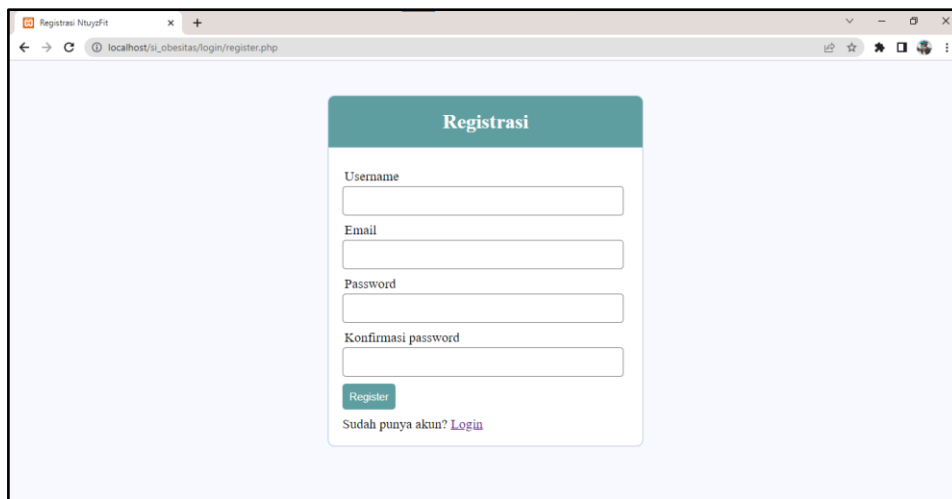 Registrasi NtuyzFit
localhost/si_obesitas/login/register.php
Registrasi
Username
Email
Password
Konfirmasi password
Register
Sudah punya akun? Login